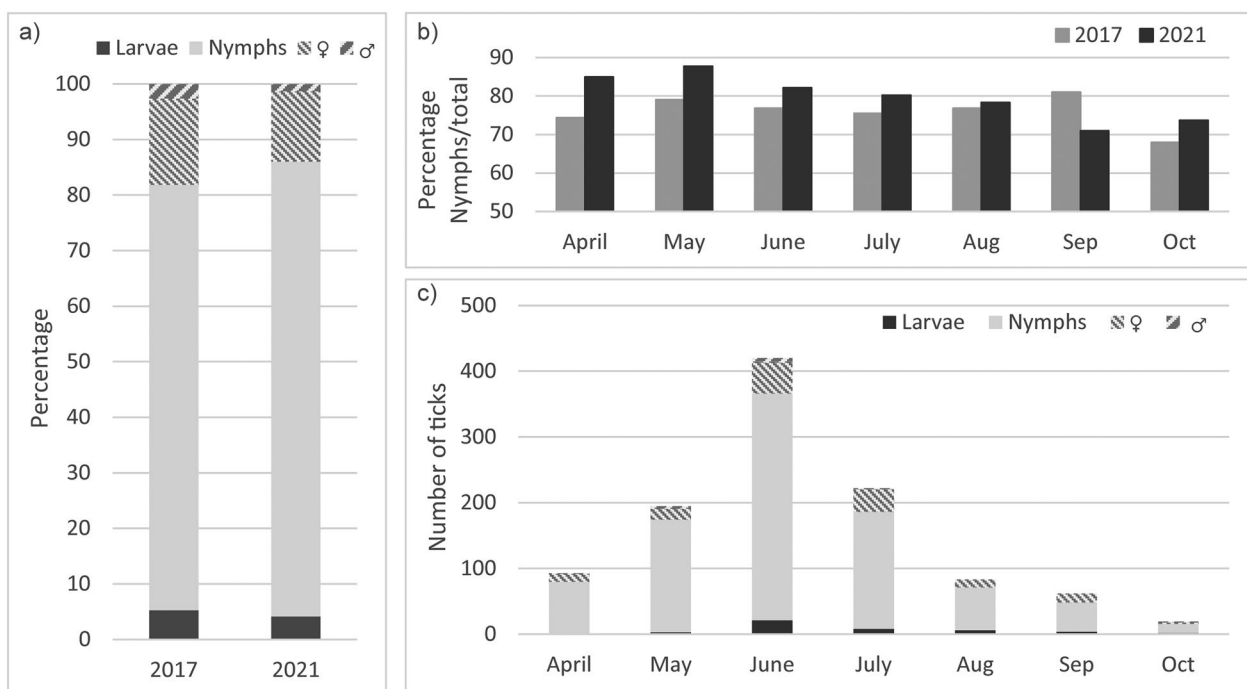 a)
Larvae Nymphs ♀ ♂
100
90
80
70
60
50
40
30
20
10
0
Percentage
2017 2021
b)
2017 2021
Percentage
Nymphs/total
90
80
70
60
50
April May June July Aug Sep Oct
c)
Larvae Nymphs ♀ ♂
Number of ticks
500
400
300
200
100
0
April May June July Aug Sep Oct